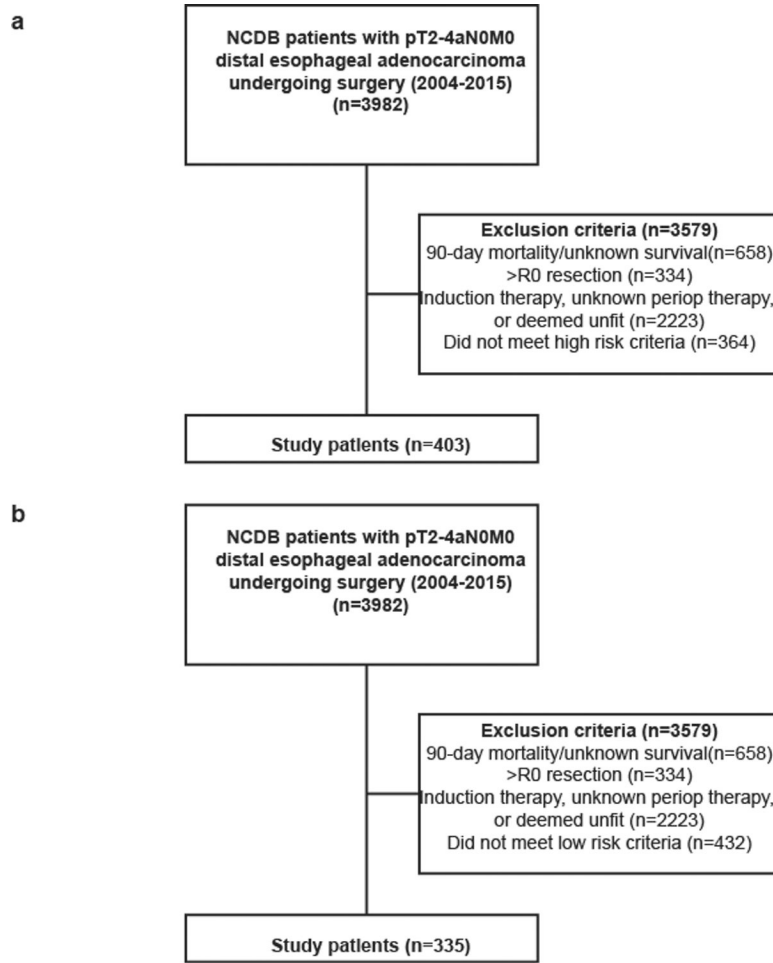 a
NCDB patients with pT2-4aN0M0
distal esophageal adenocarcinoma
undergoing surgery (2004-2015)
(n=3982)
Exclusion criteria (n=3579)
90-day mortality/unknown survival(n=658)
>R0 resection (n=334)
Induction therapy, unknown periop therapy,
or deemed unfit (n=2223)
Did not meet high risk criteria (n=364)
Study patients (n=403)
b
NCDB patients with pT2-4aN0M0
distal esophageal adenocarcinoma
undergoing surgery (2004-2015)
(n=3982)
Exclusion criteria (n=3579)
90-day mortality/unknown survival(n=658)
>R0 resection (n=334)
Induction therapy, unknown periop therapy,
or deemed unfit (n=2223)
Did not meet low risk criteria (n=432)
Study patients (n=335)